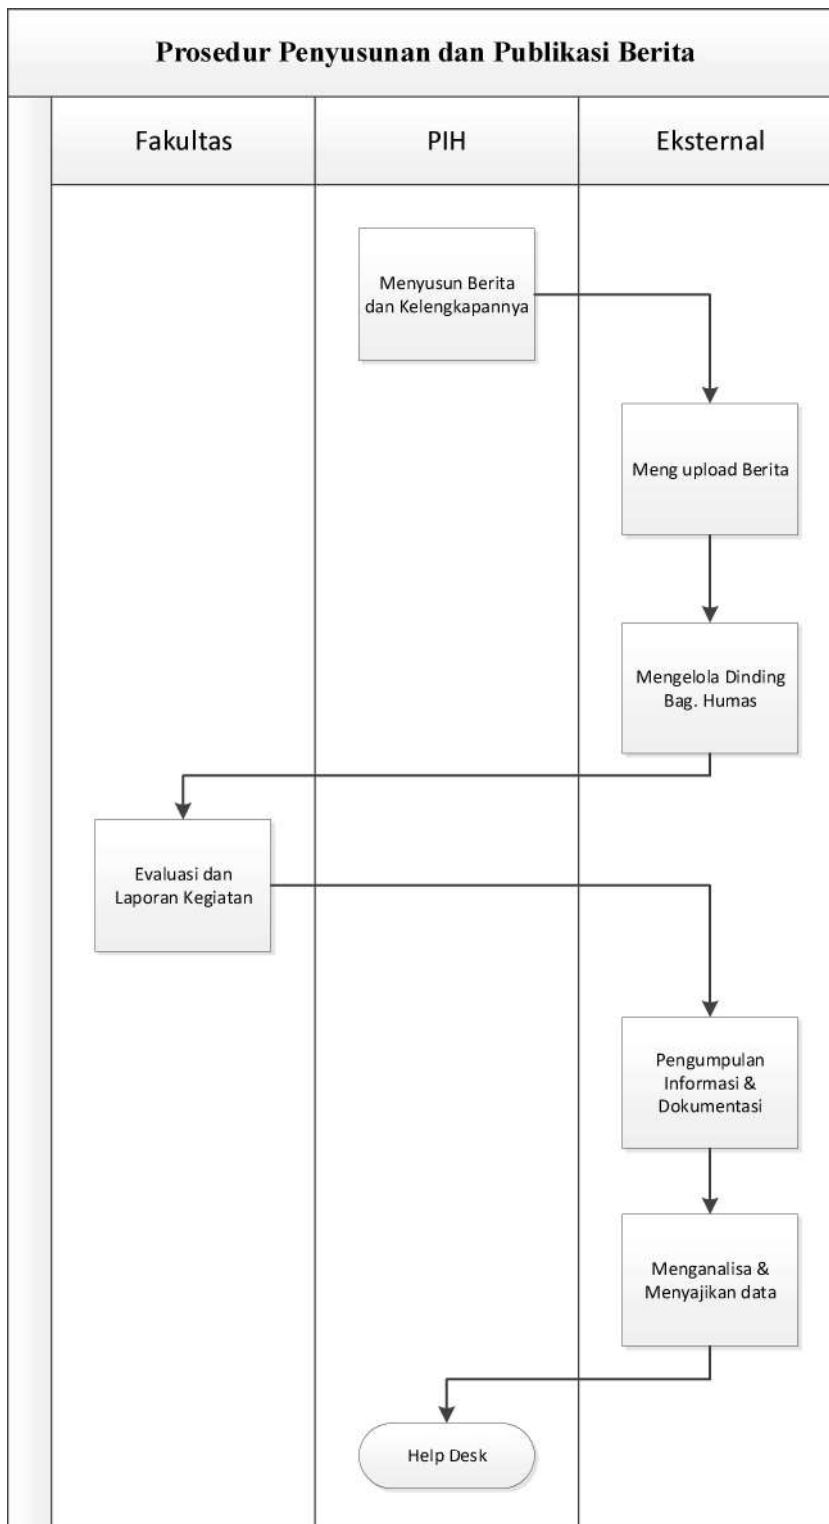 Prosedur Penyusunan dan Publikasi Berita
Fakultas
PIH
Eksternal
Menyusun Berita
dan Kelengkapannya
Meng upload Berita
Mengelola Dinding
Bag. Humas
Evaluasi dan
Laporan Kegiatan
Pengumpulan
Informasi &
Dokumentasi
Menganalisa &
Menyajikan data
Help Desk